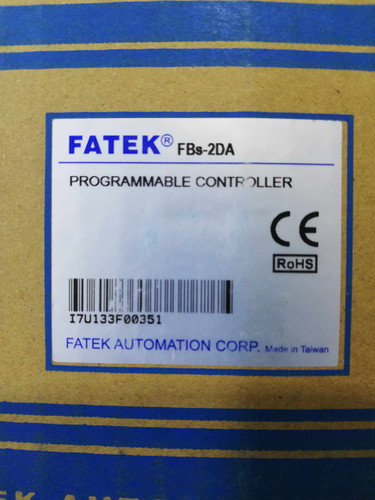 FATEK® FBs-2DA
PROGRAMMABLE CONTROLLER
CE
RoHS
I7U133F00351
FATEK AUTOMATION CORP. Made in Taiwan